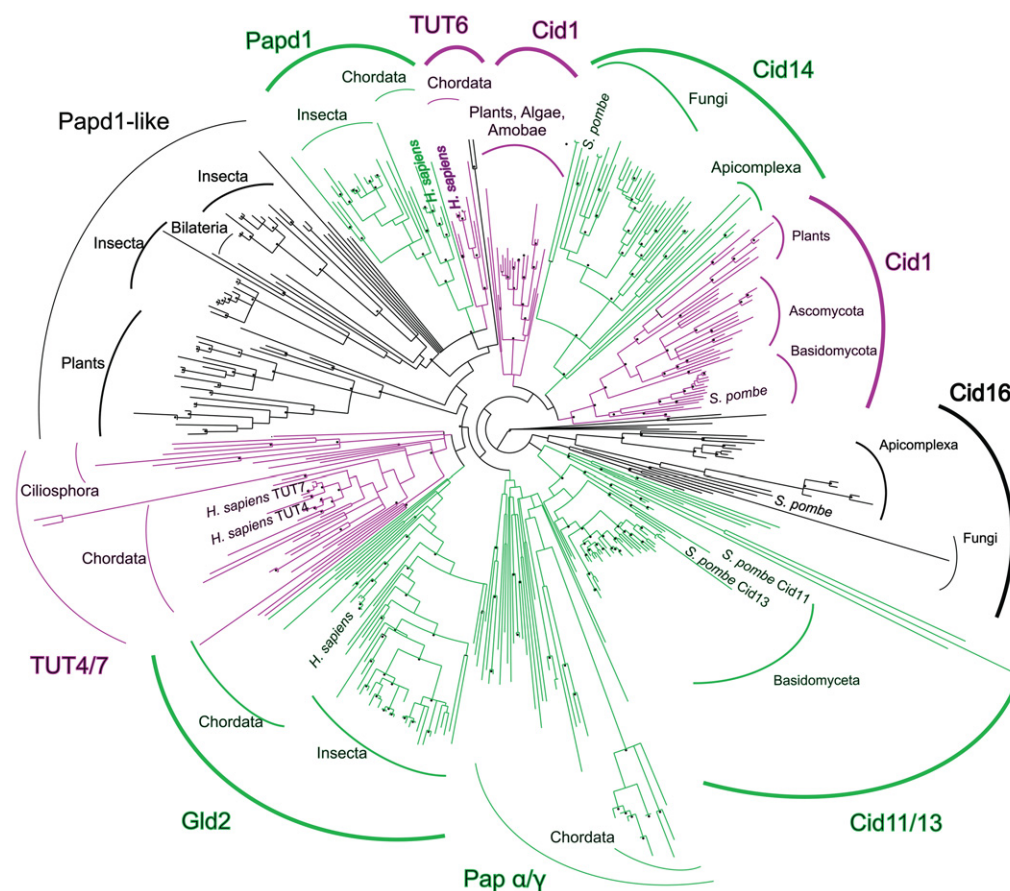 TUT6
Cid1
Papd1
Cid14
Chordata
Chordata
Fungi
Insecta
Plants, Algae,
Amobae
S. pombe
Papd1-like
H. sapiens
H. sapiens
Apicomplexa
Insecta
Bilateria
Insecta
Plants
Cid1
Ascomycota
Basidomycota
Plants
S. pombe
Cid16
Apicomplexa
Ciliosphora
H. sapiens TUT7
S. pombe
H. sapiens TUT4
Fungi
Chordata
S. pombe Cid11
S. pombe Cid13
H. sapiens
TUT4/7
Basidomyceta
Chordata
Insecta
Gld2
Cid11/13
Chordata
Pap α/γ